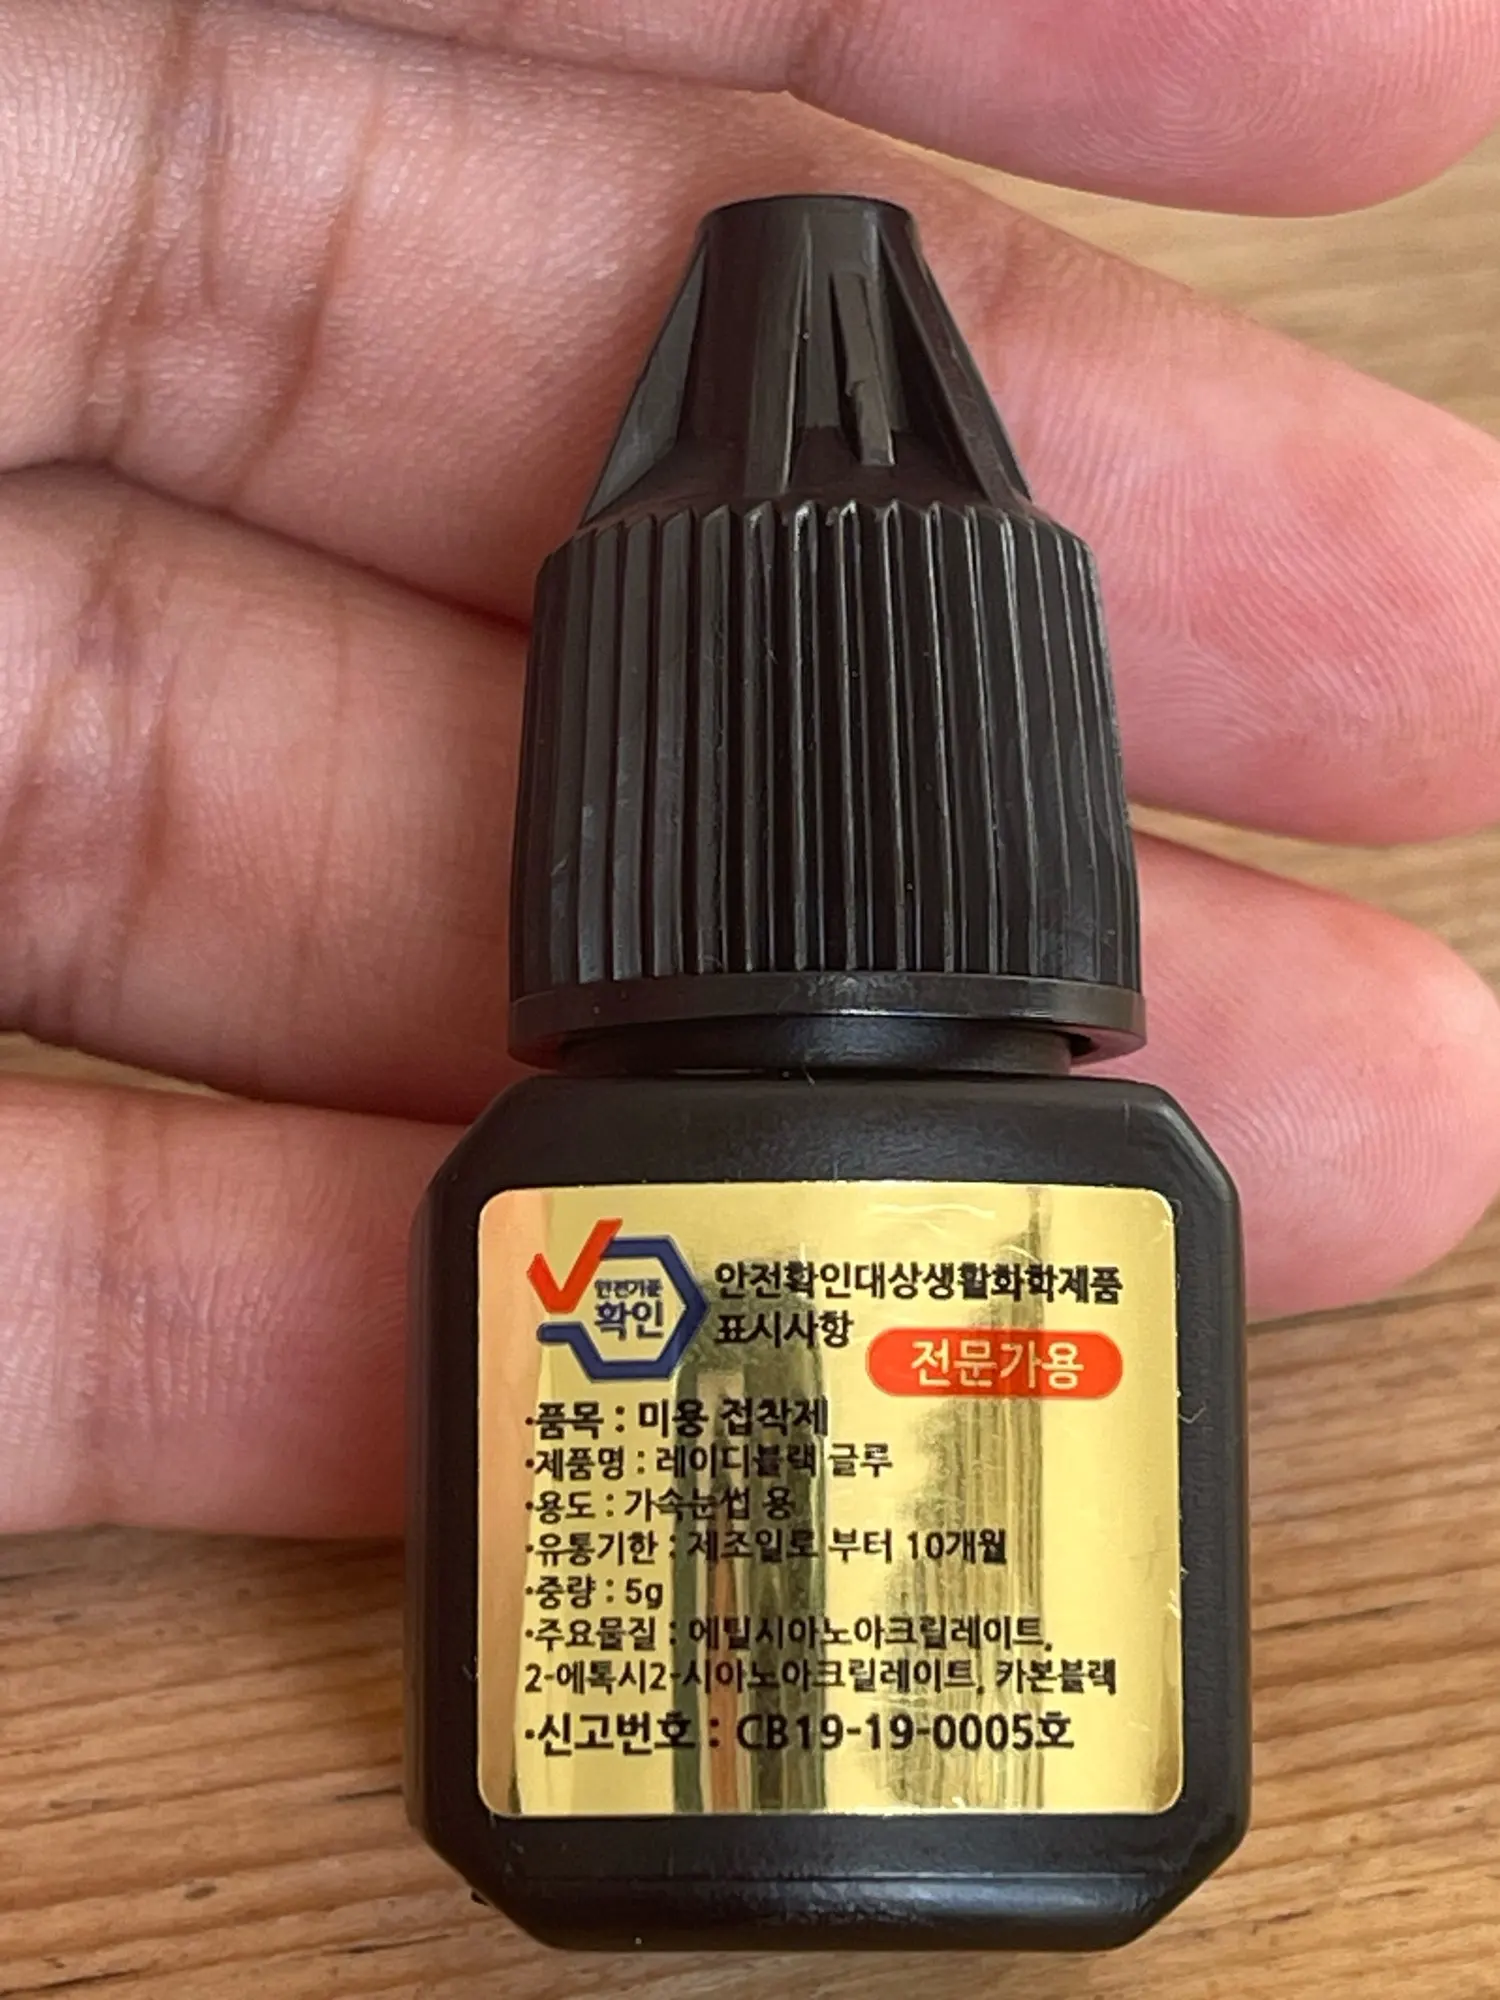 안전기준
확인
안전확인대상생활화학제품
표시사항
전문가용
·품목 : 미용 접착제
·제품명 : 레이디블랙 글루
·용도 : 가속눈썹 용
·유통기한 : 제조일로 부터 10개월
·중량 : 5g
·주요물질 : 에틸시아노아크릴레이트,
2-에톡시2-시아노아크릴레이트, 카본블랙
·신고번호 : CB19-19-0005호